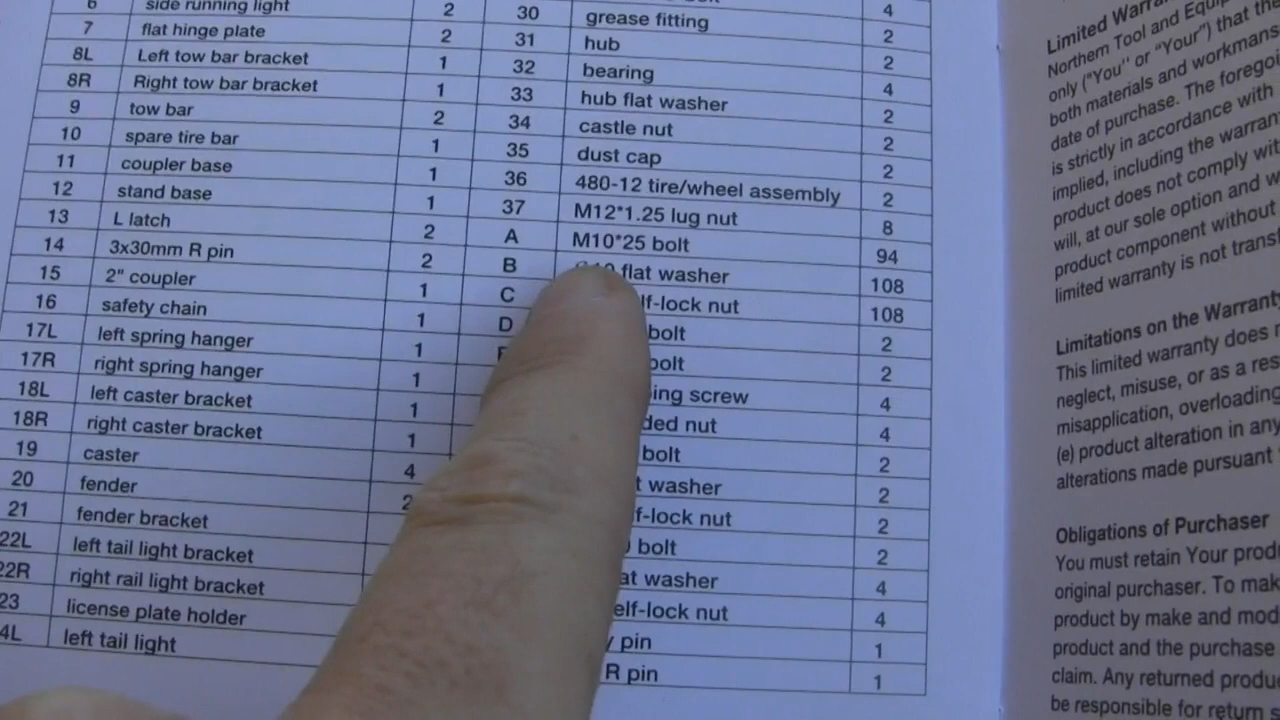 6 side running light 2 30 grease fitting 2
4
7 flat hinge plate 2 31 hub 2
8L Left tow bar bracket 1 32 bearing 4
8R Right tow bar bracket 1 33 hub flat washer 2
9 tow bar 2 34 castle nut 2
10 spare tire bar 1 35 dust cap 2
11 coupler base 1 36 480-12 tire/wheel assembly 2
12 stand base 1 37 M12*1.25 lug nut 8
13 L latch 2 A M10*25 bolt 94
14 3x30mm R pin 2 B flat washer 108
15 2" coupler 1 C lf-lock nut 108
16 safety chain 1 D bolt 2
17L left spring hanger 1 bolt 2
17R right spring hanger 1 ing screw 4
18L left caster bracket 1 ded nut 4
18R right caster bracket 1 bolt 2
19 caster 4 t washer 2
20 fender 2 f-lock nut 2
21 fender bracket bolt 2
22L left tail light bracket at washer 4
22R right rail light bracket elf-lock nut 4
23 license plate holder pin 1
4L left tail light R pin 1
Limited Warra
Northern Tool and Equip
only ("You" or "Your") that the
both materials and workmans
date of purchase. The forego
is strictly in accordance with
implied, including the warran
product does not comply wit
will, at our sole option and w
product component without
limited warranty is not transf
Limitations on the Warranty
This limited warranty does n
neglect, misuse, or as a res
misapplication, overloading
(e) product alteration in any
alterations made pursuant
Obligations of Purchaser
You must retain Your prod
original purchaser. To mak
product by make and mod
product and the purchase
claim. Any returned produ
be responsible for return s